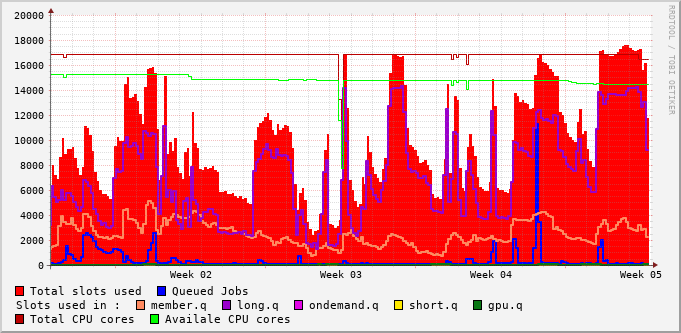 20000
18000
16000
14000
12000
10000
8000
6000
4000
2000
0
Week 02 Week 03 Week 04 Week 05
RRDTOOL / TOBI OETIKER
Total slots used Queued Jobs
Slots used in : member.q long.q ondemand.q short.q gpu.q
Total CPU cores Availale CPU cores